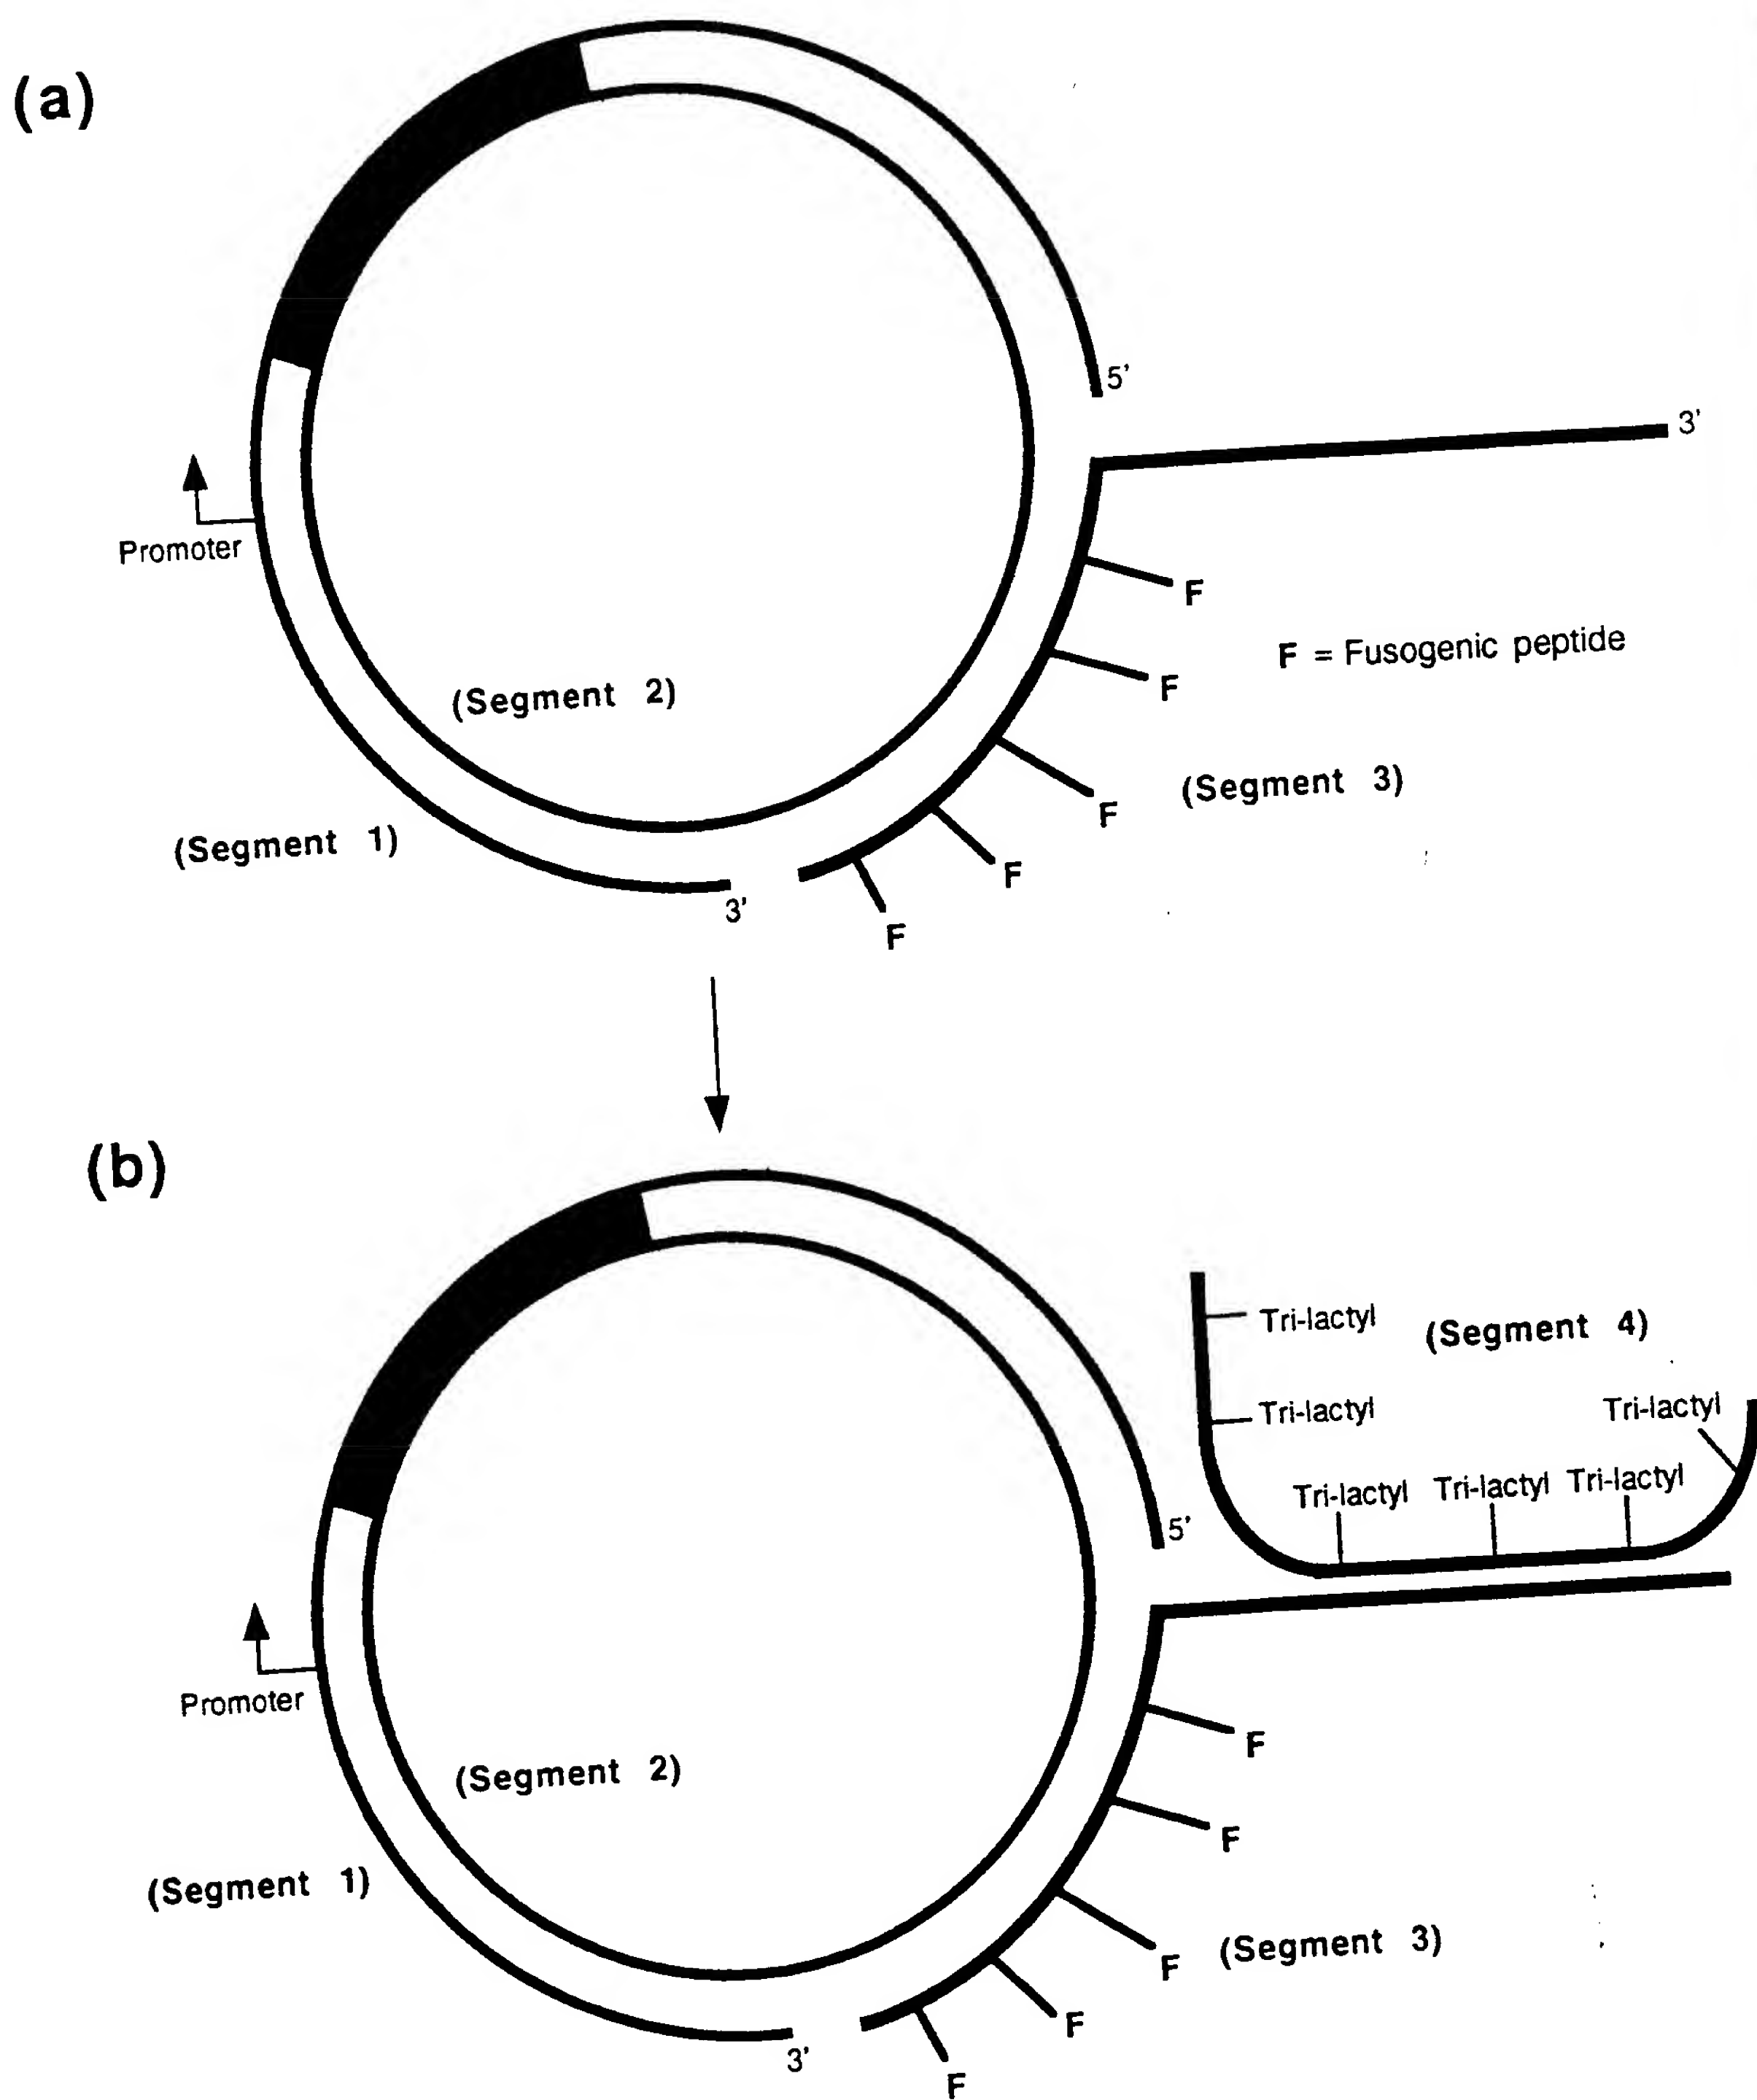 (a)
5'
3'
Promoter
F
F = Fusogenic peptide
F
(Segment 2)
(Segment 3)
F
(Segment 1)
F
3'
F
(b)
Tri-lactyl
(Segment 4)
Tri-lactyl
Tri-lactyl
Tri-lactyl
Tri-lactyl
Tri-lactyl
5'
Promoter
F
(Segment 2)
F
(Segment 1)
(Segment 3)
F
F
3'
F